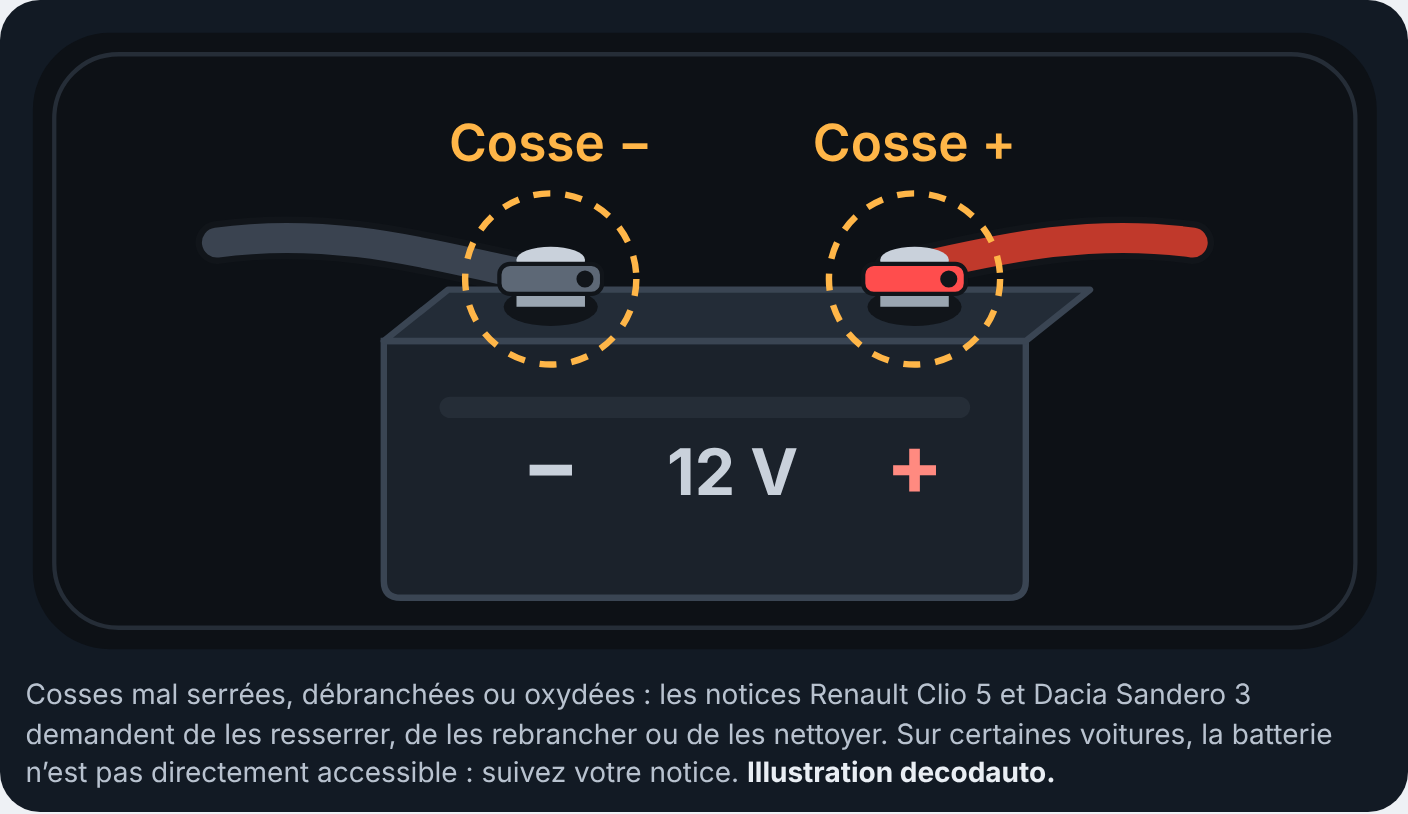 Cosse – Cosse +
– 12 V +
Cosses mal serrées, débranchées ou oxydées : les notices Renault Clio 5 et Dacia Sandero 3
demandent de les resserrer, de les rebrancher ou de les nettoyer. Sur certaines voitures, la batterie
n’est pas directement accessible : suivez votre notice. Illustration decodauto.